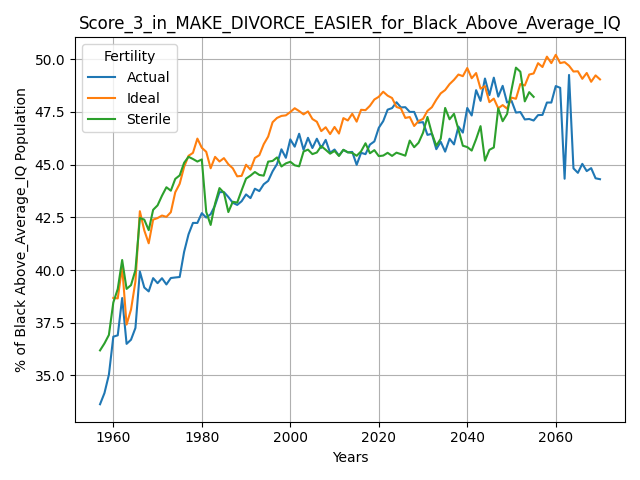 Score_3_in_MAKE_DIVORCE_EASIER_for_Black_Above_Average_IQ
Fertility
Actual
Ideal
Sterile
% of Black Above_Average_IQ Population
50.0
47.5
45.0
42.5
40.0
37.5
35.0
1960 1980 2000 2020 2040 2060
Years